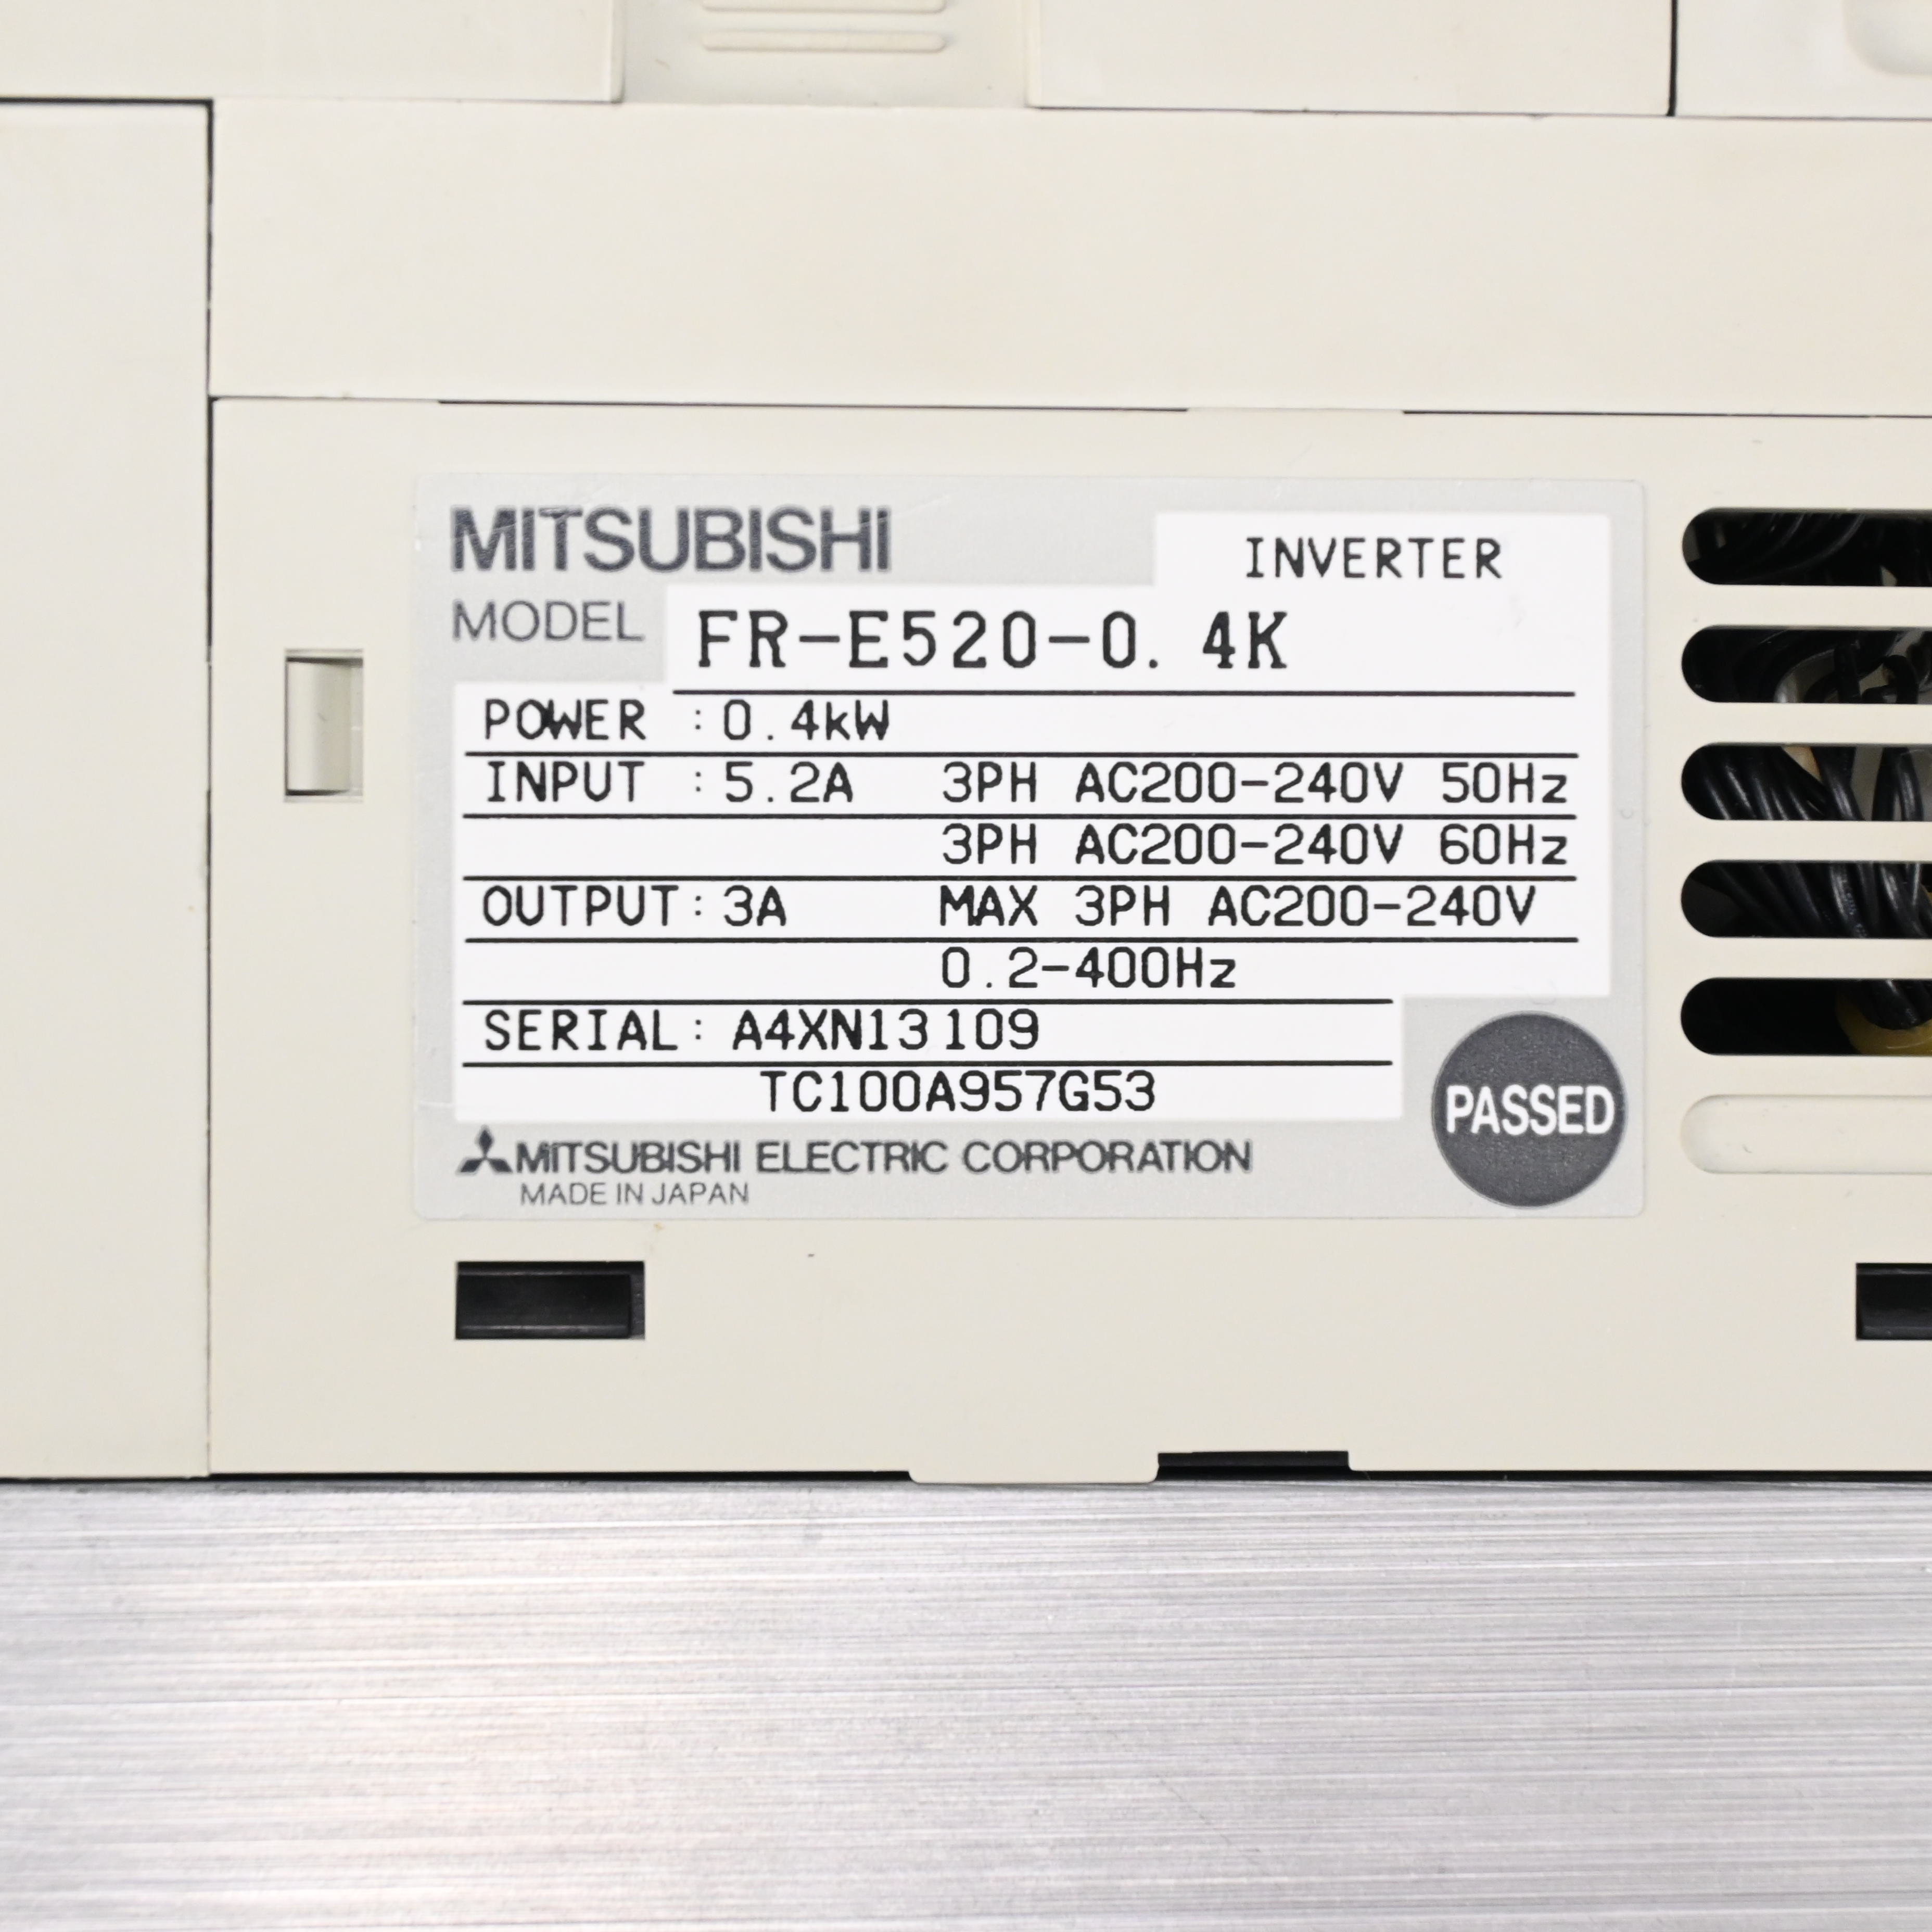 MITSUBISHI
INVERTER
MODEL FR-E520-0.4K
POWER : 0.4kW
INPUT : 5.2A 3PH AC200-240V 50Hz
3PH AC200-240V 60Hz
OUTPUT: 3A MAX 3PH AC200-240V
0.2-400Hz
SERIAL: A4XN13109
TC100A957G53
PASSED
MITSUBISHI ELECTRIC CORPORATION
MADE IN JAPAN